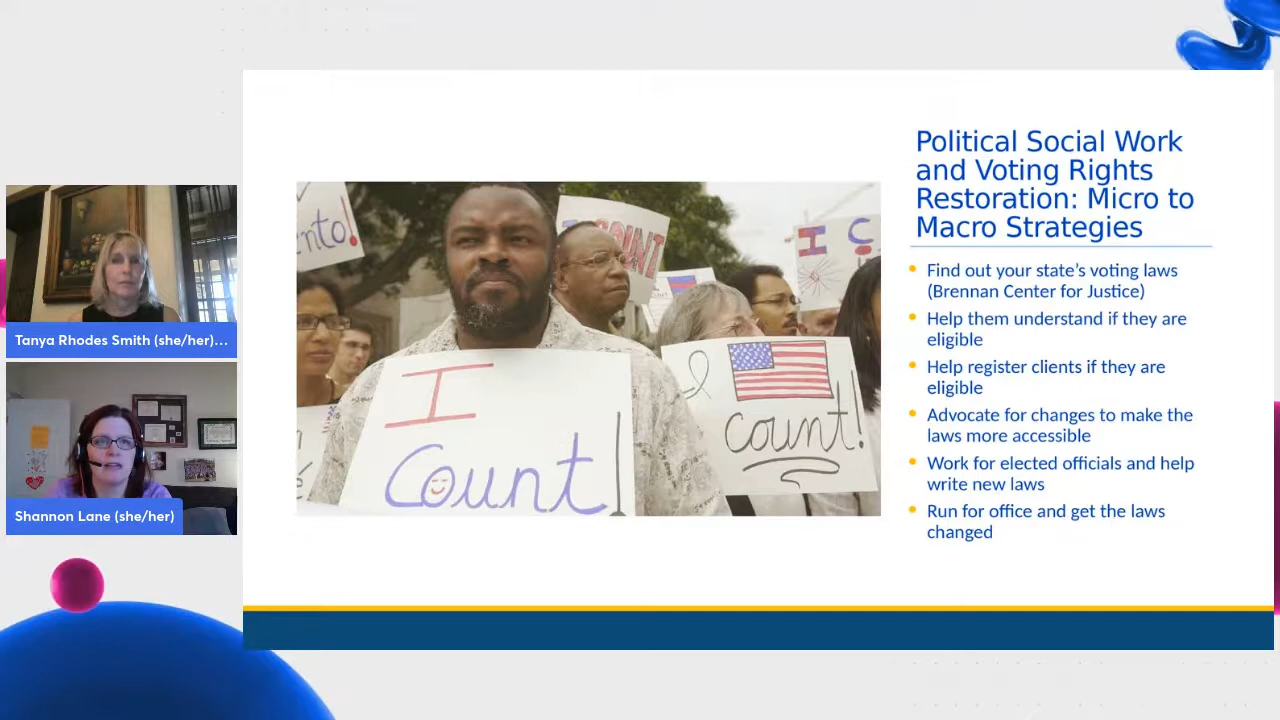 Political Social Work
and Voting Rights
Restoration: Micro to
Macro Strategies
Find out your state’s voting laws
(Brennan Center for Justice)
Help them understand if they are
eligible
Help register clients if they are
eligible
Advocate for changes to make the
laws more accessible
Work for elected officials and help
write new laws
Run for office and get the laws
changed
nto!
I COUNT
I C
I
Count!
count!
Tanya Rhodes Smith (she/her)…
Shannon Lane (she/her)